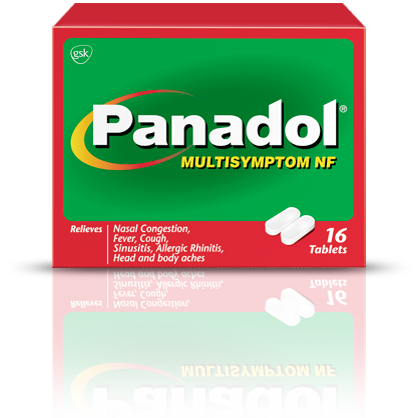 gsk
Panadol®
MULTISYMPTOM NF
Relieves
Nasal Congestion,
Fever, Cough,
Sinusitis, Allergic Rhinitis,
Head and body aches
16
Tablets